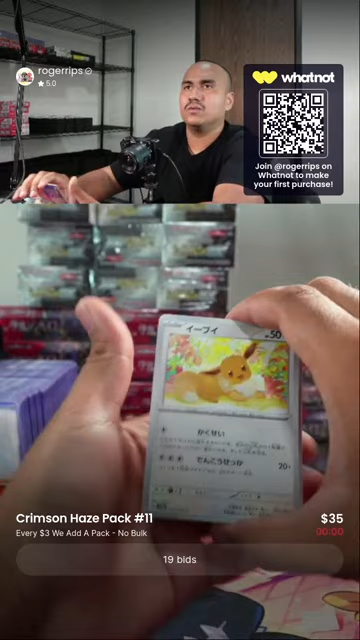 rogerrips
5.0
whatnot
Join @rogerrips on
Whatnot to make
your first purchase!
イーブイ
50
かくせい
でんこうせっか
20
Crimson Haze Pack #11
$35
Every $3 We Add A Pack - No Bulk
00:00
19 bids